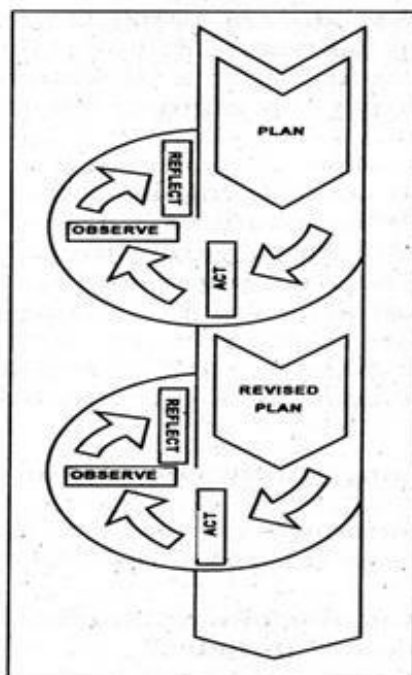 PLAN
REFLECT
OBSERVE
ACT
REVISED
PLAN
REFLECT
OBSERVE
ACT